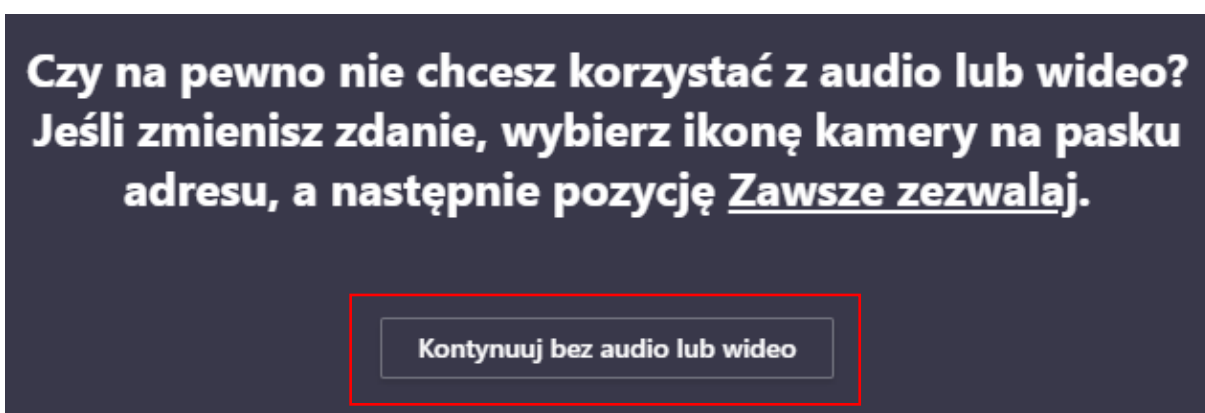 Czy na pewno nie chcesz korzystać z audio lub wideo?
Jeśli zmienisz zdanie, wybierz ikonę kamery na pasku
adresu, a następnie pozycję Zawsze zezwalaj.
Kontynuuj bez audio lub wideo